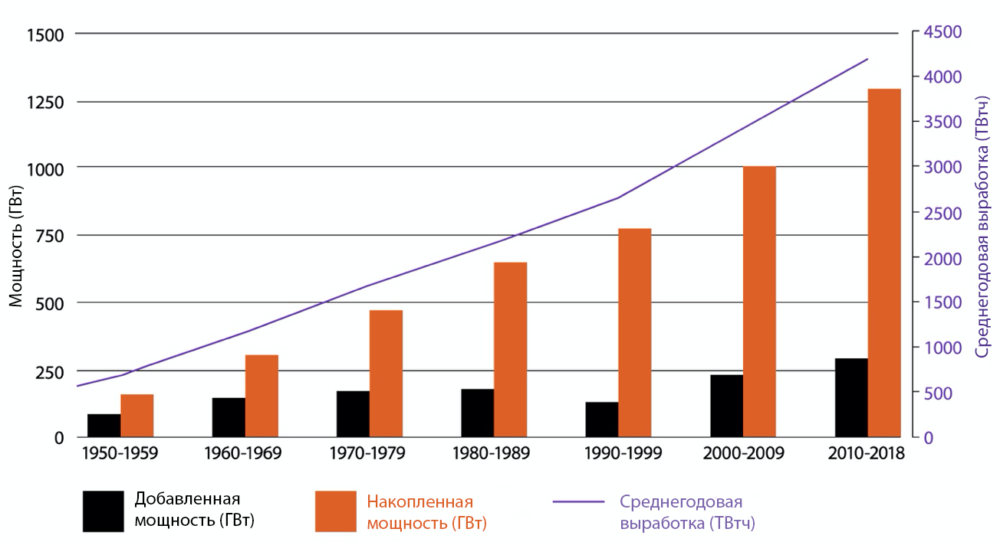 1500
1250
1000
750
500
250
0
Мощность (ГВт)
4500
4000
3500
3000
2500
2000
1500
1000
500
0
Среднегодовая выработка (ТВтч)
1950-1959 1960-1969 1970-1979 1980-1989 1990-1999 2000-2009 2010-2018
Добавленная
мощность (ГВт)
Накопленная
мощность (ГВт)
Среднегодовая
выработка (ТВтч)